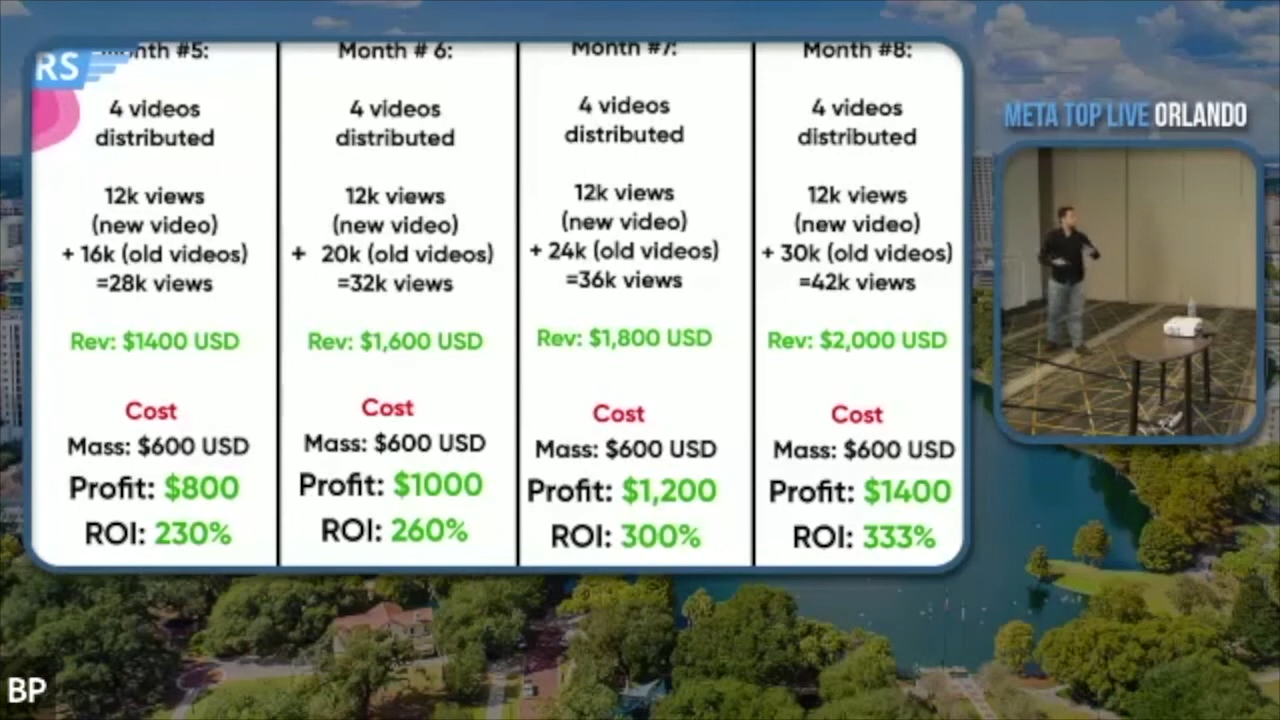 RS
Month #5:
4 videos
distributed
12k views
(new video)
+ 16k (old videos)
=28k views
Rev: $1400 USD
Cost
Mass: $600 USD
Profit: $800
ROI: 230%
Month # 6:
4 videos
distributed
12k views
(new video)
+ 20k (old videos)
=32k views
Rev: $1,600 USD
Cost
Mass: $600 USD
Profit: $1000
ROI: 260%
Month #7:
4 videos
distributed
12k views
(new video)
+ 24k (old videos)
=36k views
Rev: $1,800 USD
Cost
Mass: $600 USD
Profit: $1,200
ROI: 300%
Month #8:
4 videos
distributed
12k views
(new video)
+ 30k (old videos)
=42k views
Rev: $2,000 USD
Cost
Mass: $600 USD
Profit: $1400
ROI: 333%
META TOP LIVE ORLANDO
BP